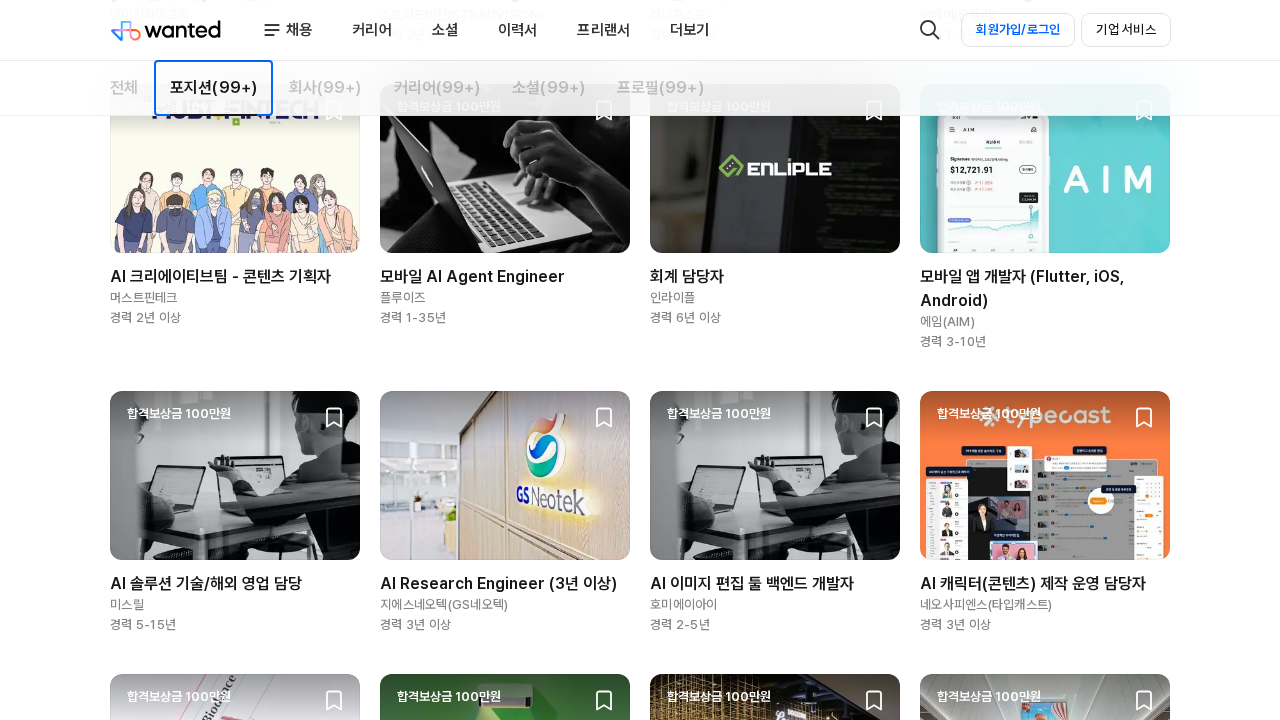 wanted
채용
커리어
소셜
이력서
프리랜서
더보기
회원가입/로그인
기업 서비스
전체
포지션(99+)
회사(99+)
커리어(99+)
소셜(99+)
프로필(99+)
합격보상금 100만원
합격보상금 100만원
합격보상금 100만원
ENLIPLE
AIM
Signature
$12,721.91
AIM
AI 크리에이티브팀 - 콘텐츠 기획자
머스트핀테크
경력 2년 이상
모바일 AI Agent Engineer
플루이즈
경력 1-35년
회계 담당자
인라이플
경력 6년 이상
모바일 앱 개발자 (Flutter, iOS,
Android)
에임(AIM)
경력 3-10년
합격보상금 100만원
합격보상금 100만원
GS Neotek
합격보상금 100만원
합격보상금 100만원
typecast
AI 솔루션 기술/해외 영업 담당
미스릴
경력 5-15년
AI Research Engineer (3년 이상)
지에스네오텍(GS네오텍)
경력 3년 이상
AI 이미지 편집 툴 백엔드 개발자
호미에이아이
경력 2-5년
AI 캐릭터(콘텐츠) 제작 운영 담당자
네오사피엔스(타입캐스트)
경력 3년 이상
합격보상금 100만원
합격보상금 100만원
합격보상금 100만원
합격보상금 100만원